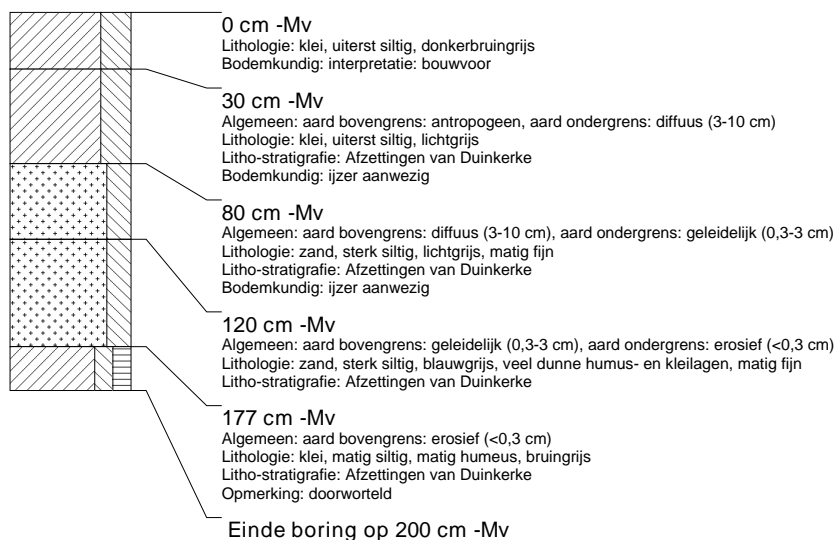 0 cm -Mv
Lithologie: klei, uiterst siltig, donkerbruingrijs
Bodemkundig: interpretatie: bouwvoor
30 cm -Mv
Algemeen: aard bovengrens: antropogeen, aard ondergrens: diffuus (3-10 cm)
Lithologie: klei, uiterst siltig, lichtgrijs
Litho-stratigrafie: Afzettingen van Duinkerke
Bodemkundig: ijzer aanwezig
80 cm -Mv
Algemeen: aard bovengrens: diffuus (3-10 cm), aard ondergrens: geleidelijk (0,3-3 cm)
Lithologie: zand, sterk siltig, lichtgrijs, matig fijn
Litho-stratigrafie: Afzettingen van Duinkerke
Bodemkundig: ijzer aanwezig
120 cm -Mv
Algemeen: aard bovengrens: geleidelijk (0,3-3 cm), aard ondergrens: erosief (<0,3 cm)
Lithologie: zand, sterk siltig, blauwgrijs, veel dunne humus- en kleilagen, matig fijn
Litho-stratigrafie: Afzettingen van Duinkerke
177 cm -Mv
Algemeen: aard bovengrens: erosief (<0,3 cm)
Lithologie: klei, matig siltig, matig humeus, bruingrijs
Litho-stratigrafie: Afzettingen van Duinkerke
Opmerking: doorworteld
Einde boring op 200 cm -Mv